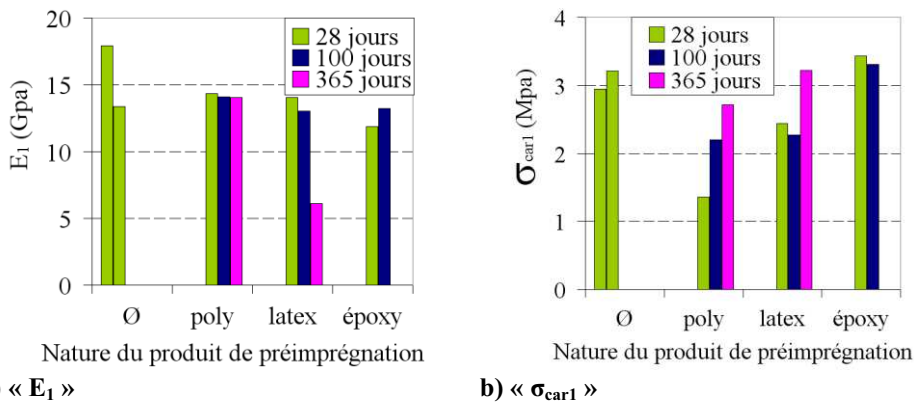 20
15
10
5
0
E₁ (Gpa)
28 jours
100 jours
365 jours
Ø poly latex époxy
Nature du produit de préimprégnation
« E₁ »
4
3
2
1
0
σcar1 (Mpa)
28 jours
100 jours
365 jours
Ø poly latex époxy
Nature du produit de préimprégnation
b) « σcar1 »